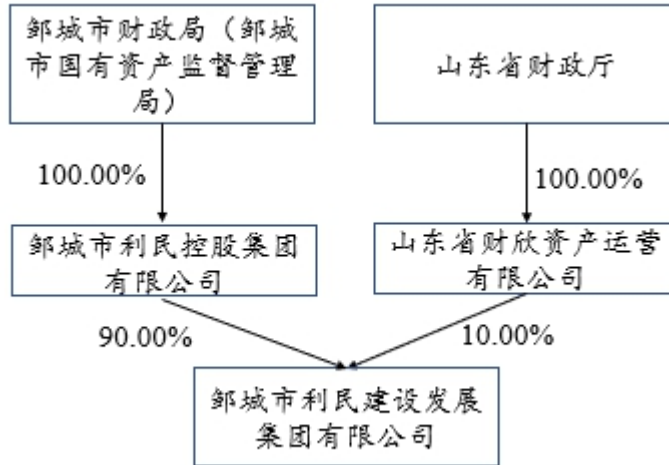 邹城市财政局（邹城
市国有资产监督管理
局）
山东省财政厅
100.00%
100.00%
邹城市利民控股集团
有限公司
山东省财欣资产运营
有限公司
90.00%
10.00%
邹城市利民建设发展
集团有限公司